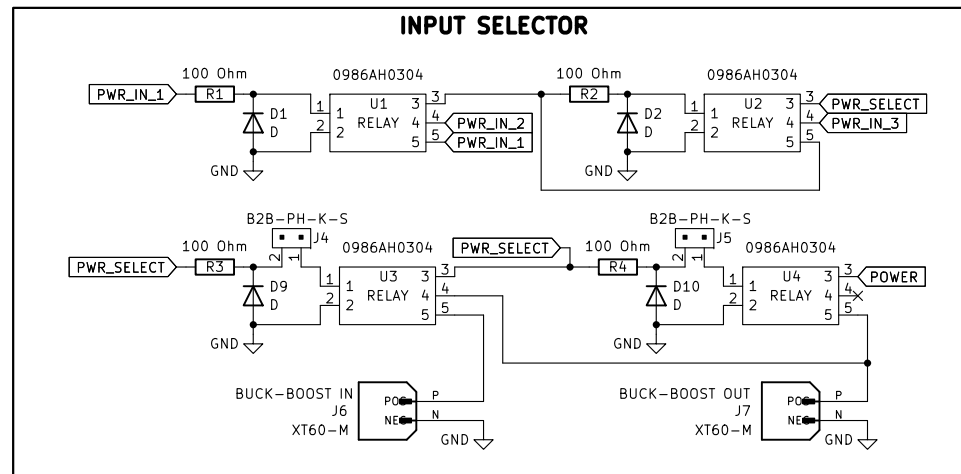 INPUT SELECTOR
100 Ohm 0986AH0304 100 Ohm 0986AH0304
PWR_IN_1 R1 1 1 U1 3 3 R2 1 1 U2 3 3 PWR_SELECT
D1 D 2 2 RELAY 4 4 PWR_IN_2 D2 D 2 2 RELAY 4 4 PWR_IN_3
5 5 PWR_IN_1 5 5
GND GND
B2B-PH-K-S B2B-PH-K-S
J4 J5
100 Ohm 2 1 0986AH0304 PWR_SELECT 100 Ohm 2 1 0986AH0304
PWR_SELECT R3 1 1 U3 3 3 R4 1 1 U4 3 3 POWER
D9 D 2 2 RELAY 4 4 D10 D 2 2 RELAY 4 4
5 5 5 5
GND GND
BUCK-BOOST IN POS P BUCK-BOOST OUT POS P
J6 NEG N J7 NEG N
XT60-M GND XT60-M GND